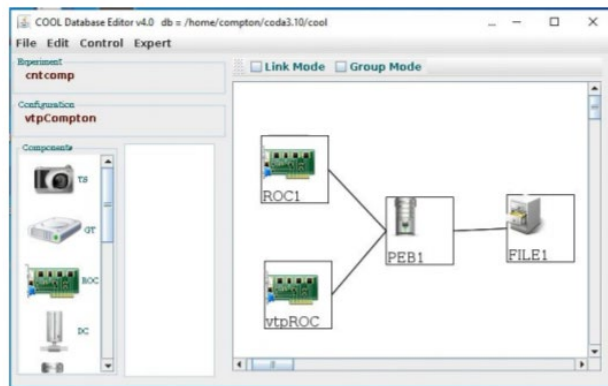 COOL Database Editor v4.0 db = /home/compton/coda3.10/cool
File Edit Control Expert
Experiment
cntcomp
Configuration
vtpCompton
Components
TS
GT
ROC
DC
Link Mode Group Mode
ROC1
vtpROC
PEB1
FILE1